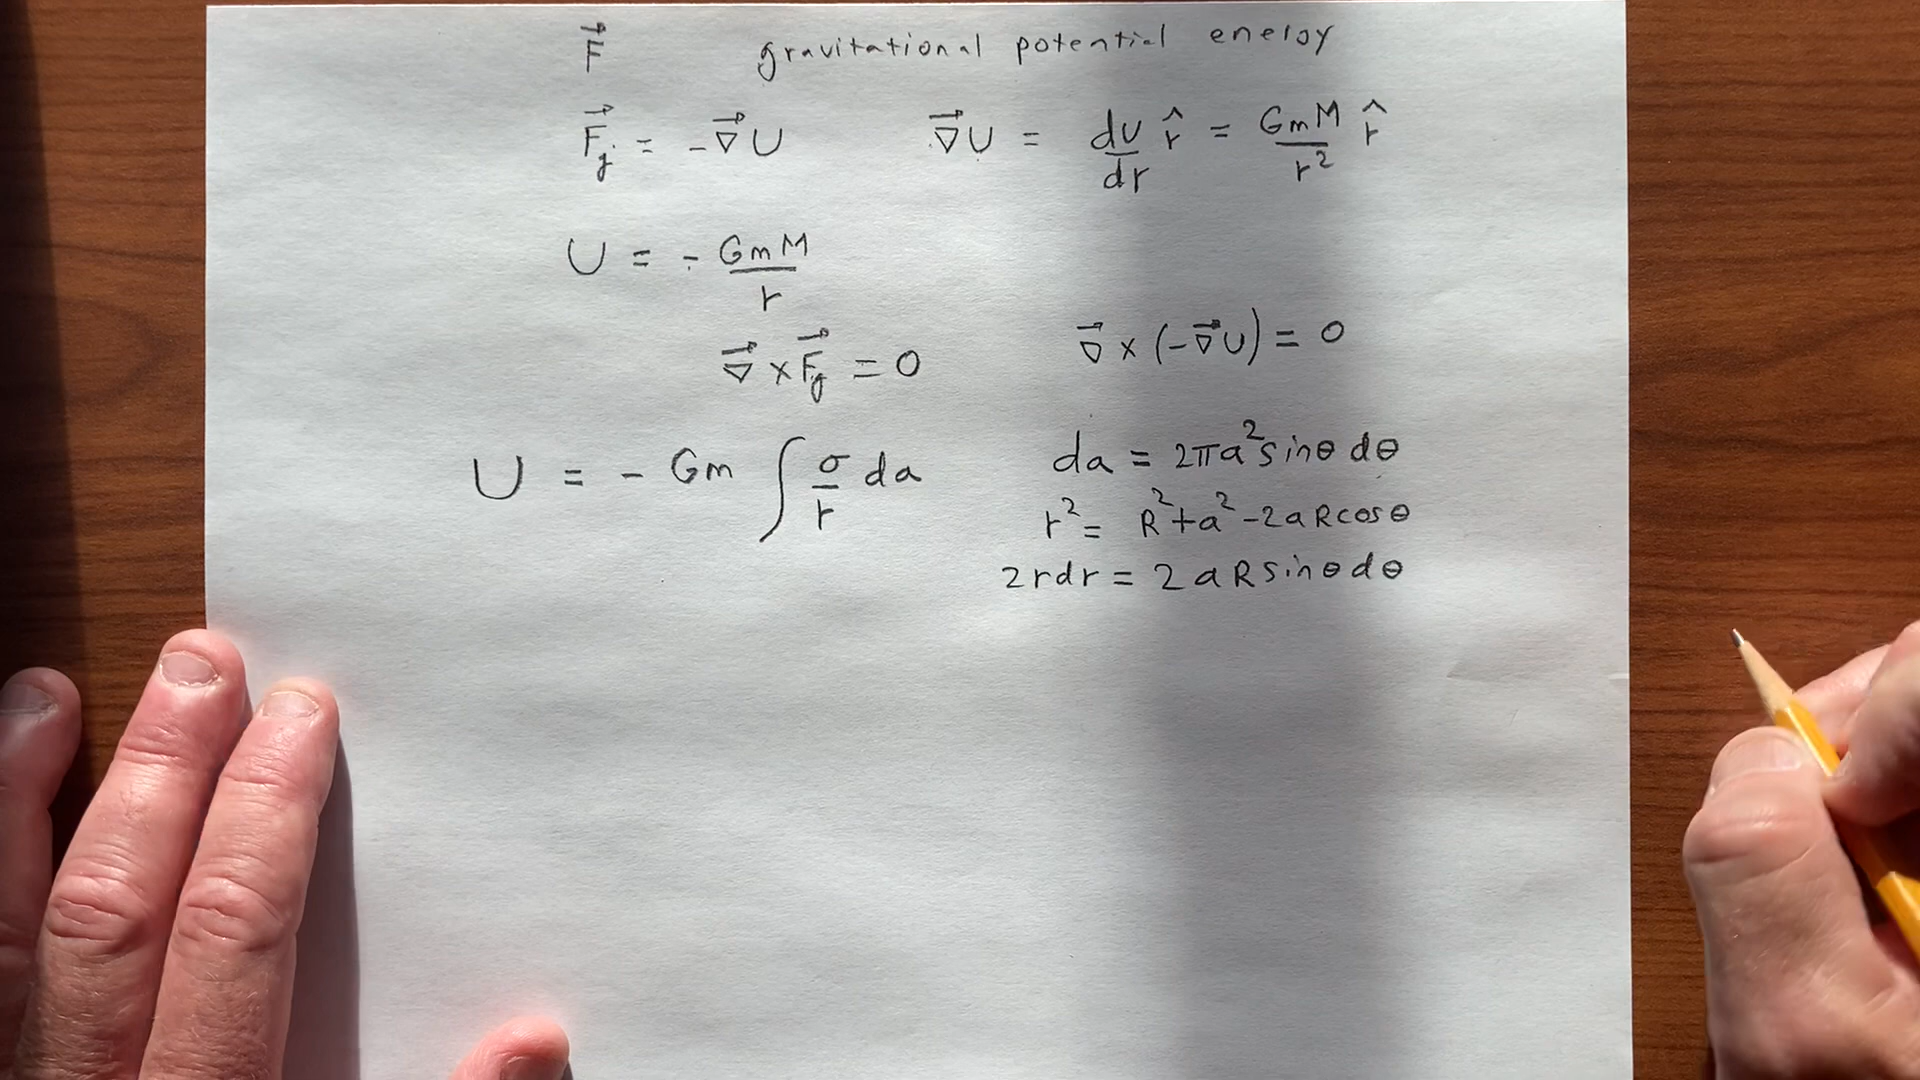 F⃗ gravitational potential energy
F⃗g = -∇⃗U ∇⃗U = dU/dr r̂ = GmM/r² r̂
U = - GmM/r
∇⃗ × F⃗g = 0 ∇⃗ × (-∇⃗U) = 0
U = - Gm ∫ σ/r da da = 2πa² sinθ dθ
r² = R² + a² - 2aRcosθ
2rdr = 2aRsinθdθ